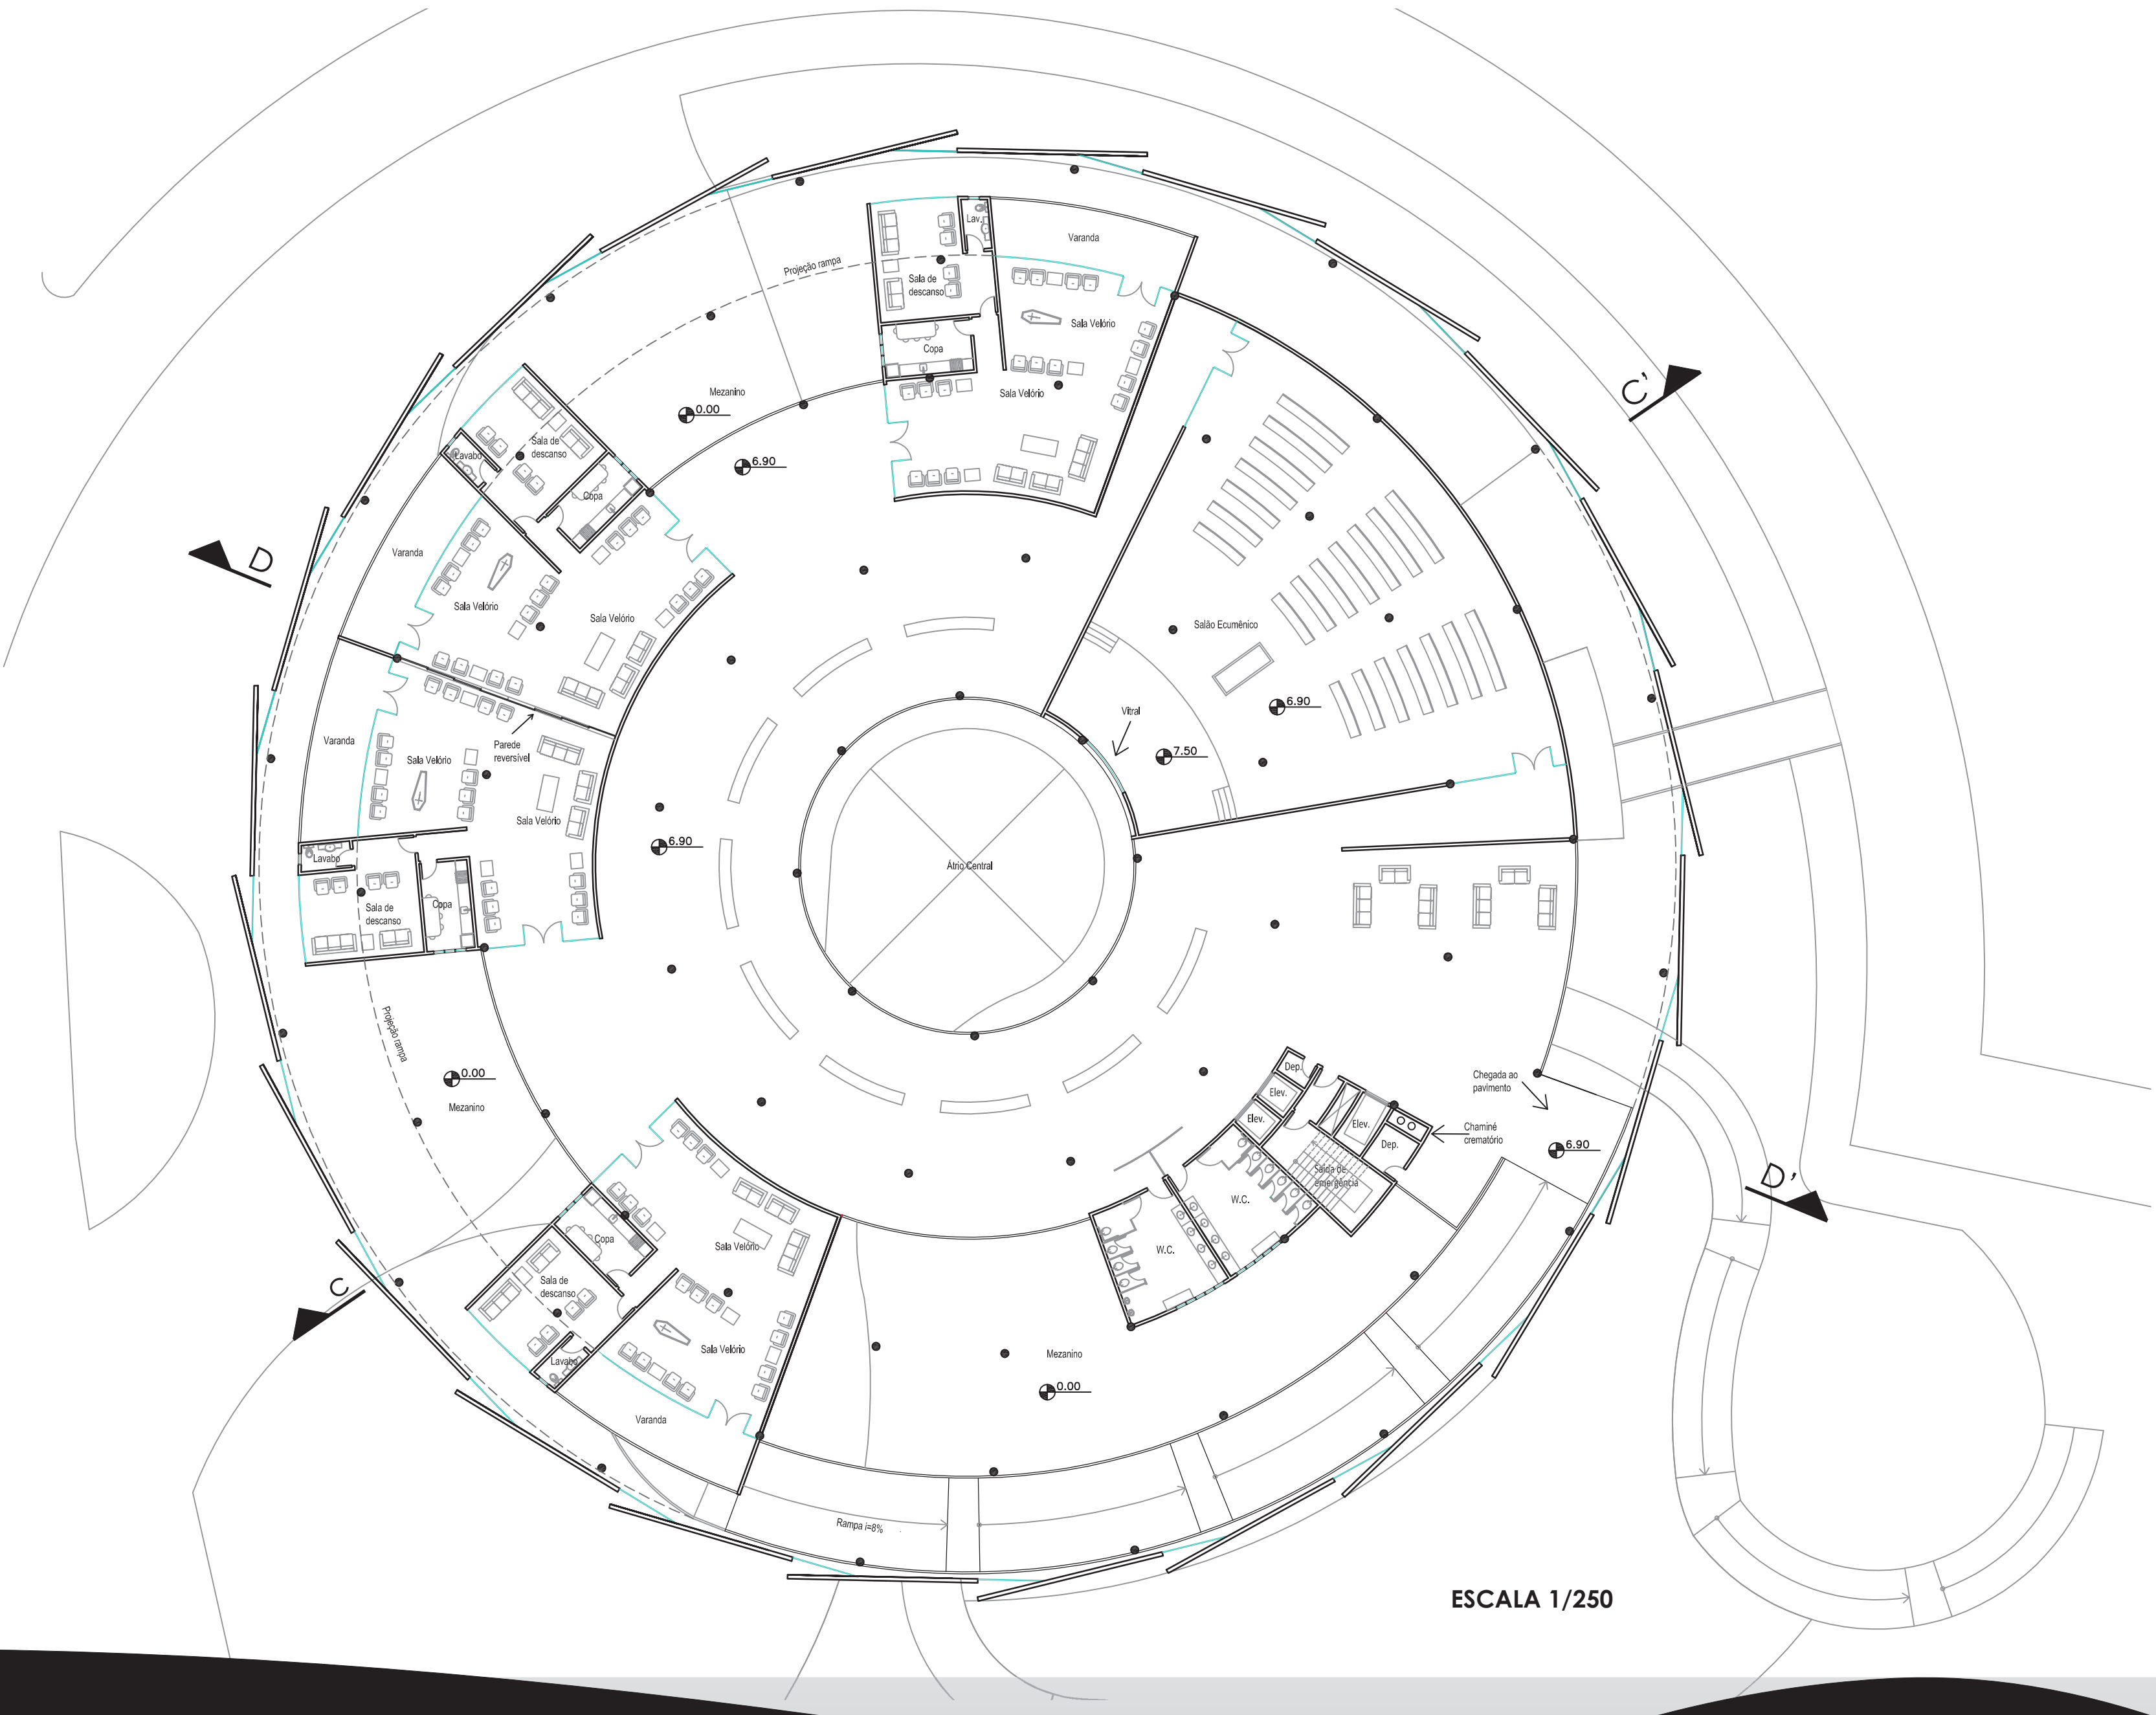 Lav.
Varanda
Projeção rampa
Sala de
descanso
Sala Velório
Copa
Sala Velório
Mezanino
0.00
6.90
C'
Sala de
descanso
Lavabo
Copa
Varanda
D
Sala Velório
Sala Velório
Salão Ecumênico
6.90
Vitral
7.50
Varanda
Parede
reversível
Sala Velório
Sala Velório
6.90
Lavabo
Átrio Central
Sala de
descanso
Copa
Projeção rampa
0.00
Mezanino
Dep.
Elev.
Elev.
Elev.
Dep.
Chegada ao
pavimento
Chaminé
crematório
6.90
Saída de
emergência
D'
W.C.
W.C.
Copa
Sala Velório
Sala de
descanso
C
Sala Velório
Lavabo
Mezanino
0.00
Varanda
Rampa i=8%
ESCALA 1/250